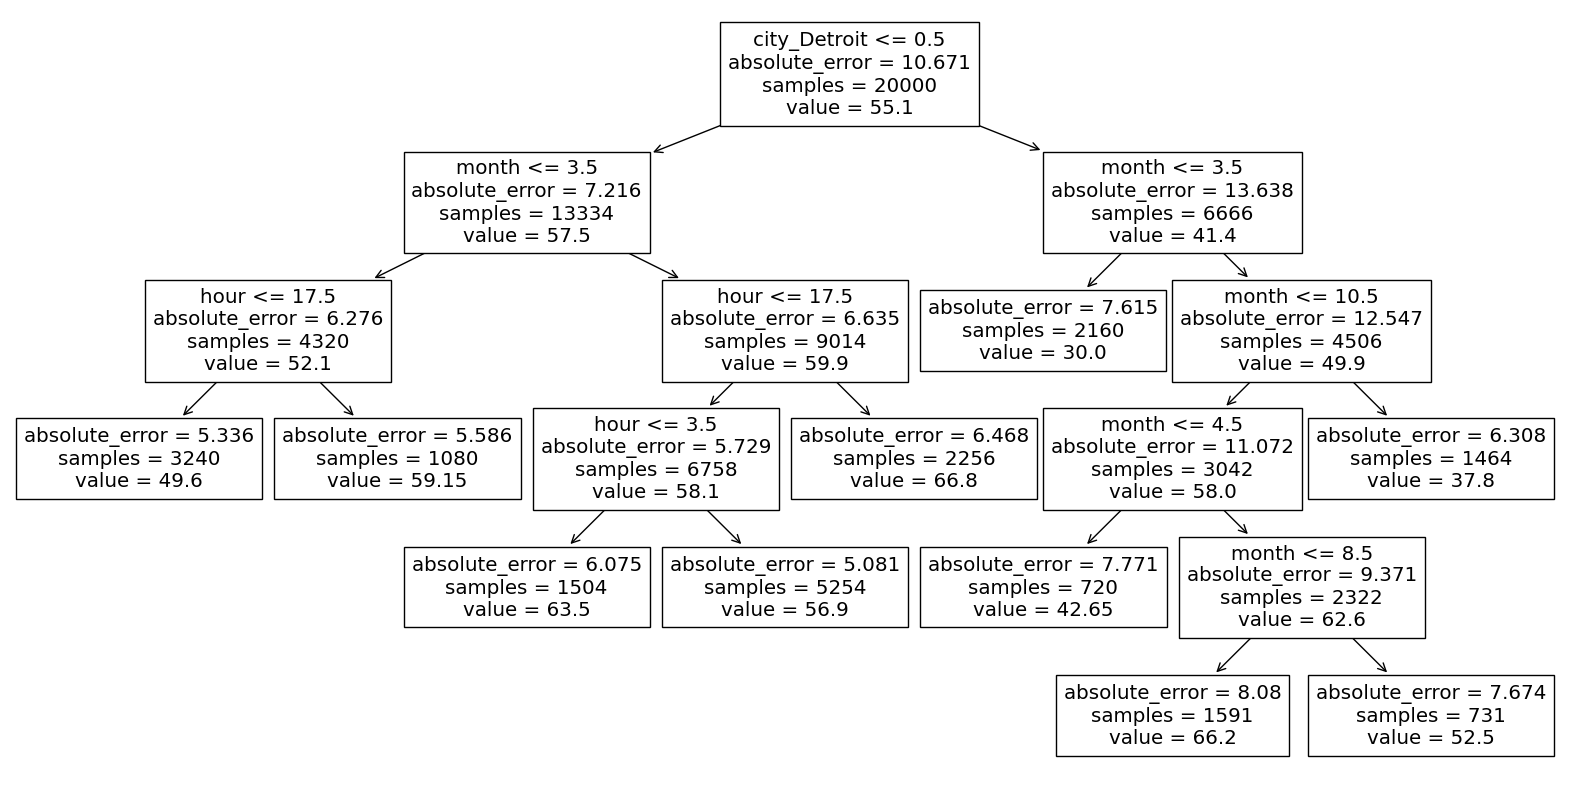 city_Detroit <= 0.5
absolute_error = 10.671
samples = 20000
value = 55.1
month <= 3.5
absolute_error = 7.216
samples = 13334
value = 57.5
month <= 3.5
absolute_error = 13.638
samples = 6666
value = 41.4
hour <= 17.5
absolute_error = 6.276
samples = 4320
value = 52.1
hour <= 17.5
absolute_error = 6.635
samples = 9014
value = 59.9
absolute_error = 7.615
samples = 2160
value = 30.0
month <= 10.5
absolute_error = 12.547
samples = 4506
value = 49.9
absolute_error = 5.336
samples = 3240
value = 49.6
absolute_error = 5.586
samples = 1080
value = 59.15
hour <= 3.5
absolute_error = 5.729
samples = 6758
value = 58.1
absolute_error = 6.468
samples = 2256
value = 66.8
month <= 4.5
absolute_error = 11.072
samples = 3042
value = 58.0
absolute_error = 6.308
samples = 1464
value = 37.8
absolute_error = 6.075
samples = 1504
value = 63.5
absolute_error = 5.081
samples = 5254
value = 56.9
absolute_error = 7.771
samples = 720
value = 42.65
month <= 8.5
absolute_error = 9.371
samples = 2322
value = 62.6
absolute_error = 8.08
samples = 1591
value = 66.2
absolute_error = 7.674
samples = 731
value = 52.5